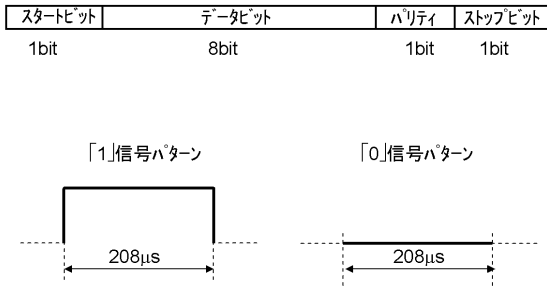 スタートビット データビット パリティ ストップビット
1bit 8bit 1bit 1bit
「1」信号パターン 「0」信号パターン
208μs 208μs